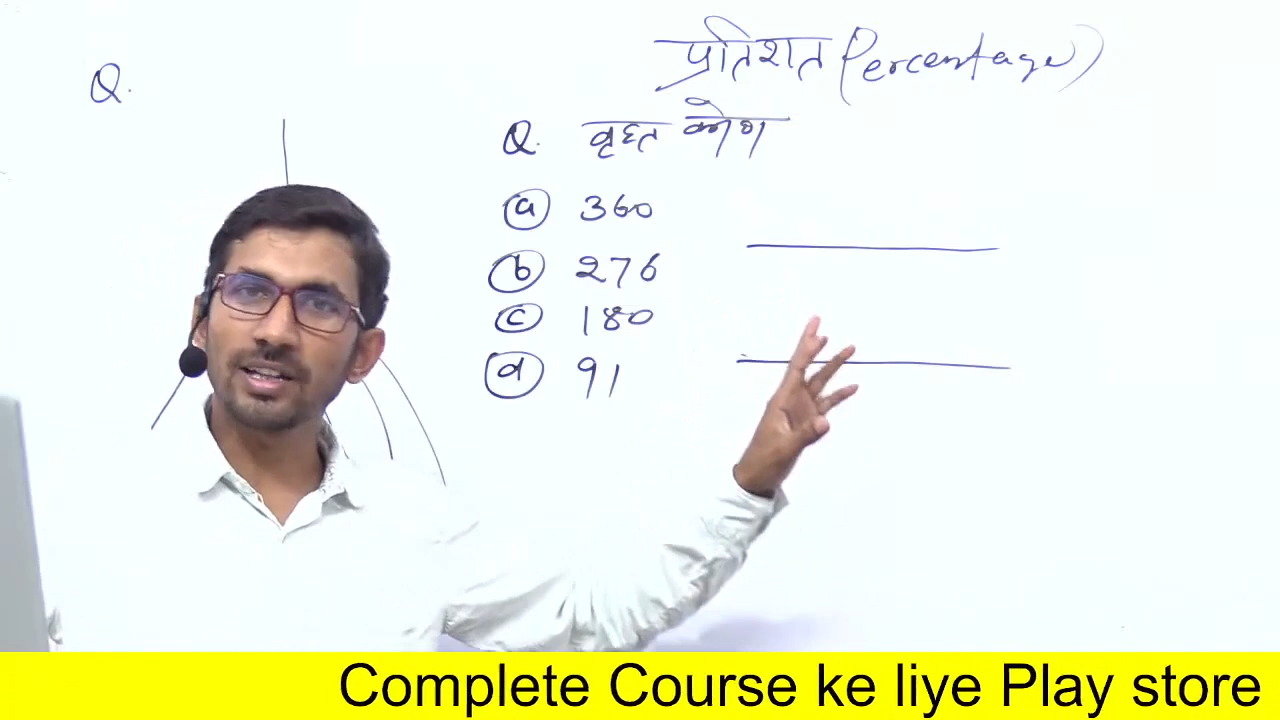 प्रतिशत (Percentage)
Q.
Q. वृहत कोण
(a) 360
(b) 276
(c) 180
(d) 91
Complete Course ke liye Play store